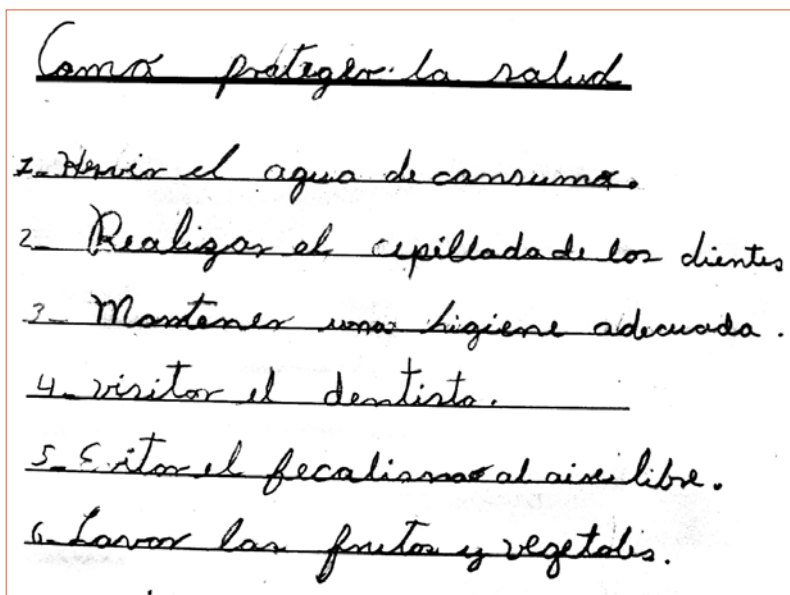 Como proteger la salud
1- Hervir el agua de consumo.
2- Realizar el cepillado de los dientes
3- Mantener una higiene adecuada.
4- visitar el dentista.
5- Evitar el fecalismo al aire libre.
6- Lavar las frutas y vegetales.